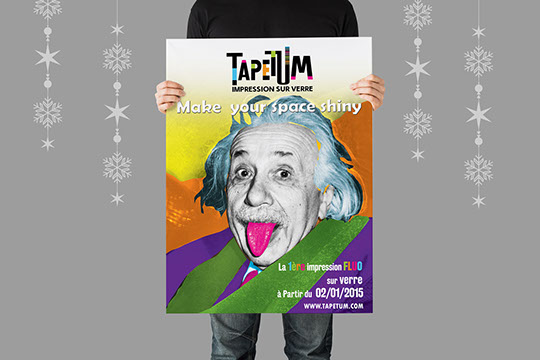 TAPETUM
IMPRESSION SUR VERRE
Make your space shiny
La 1ère impression FLUO
sur verre
à Partir du 02/01/2015
WWW.TAPETUM.COM